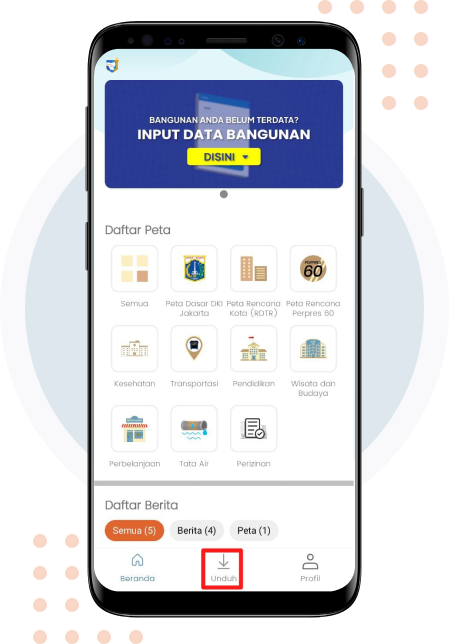 BANGUNAN ANDA BELUM TERDATA?
INPUT DATA BANGUNAN
DISINI
Daftar Peta
Semua
Peta Dasar DKI
Jakarta
Peta Rencana
Kota (RDTR)
Peta Rencana
Perpres 60
PERPRES
60
Kesehatan
Transportasi
Pendidikan
Wisata dan
Budaya
Perbelanjaan
Tata Air
Perizinan
Daftar Berita
Semua (5)
Berita (4)
Peta (1)
Beranda
Unduh
Profil